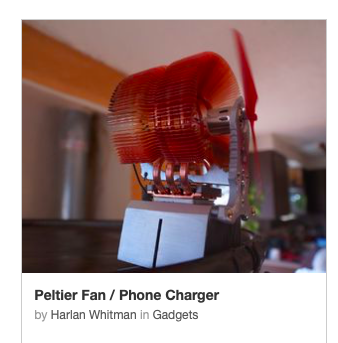 Peltier Fan / Phone Charger
by Harlan Whitman in Gadgets